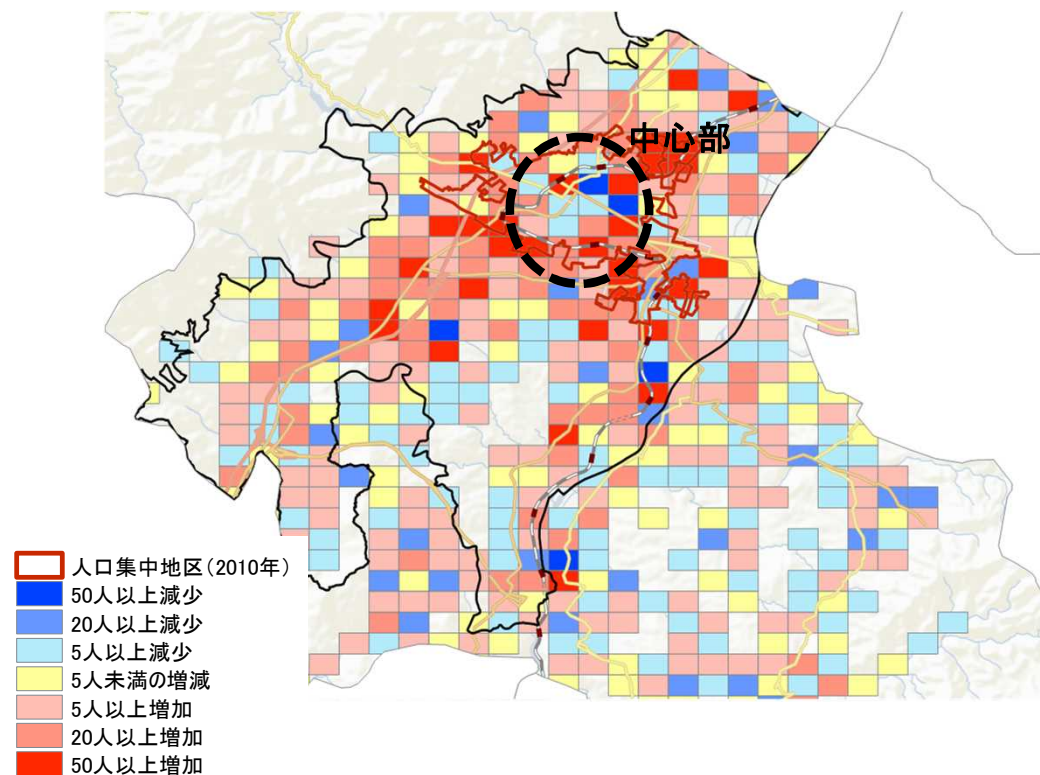 中心部
人口集中地区(2010年)
50人以上減少
20人以上減少
5人以上減少
5人未満の増減
5人以上増加
20人以上増加
50人以上増加